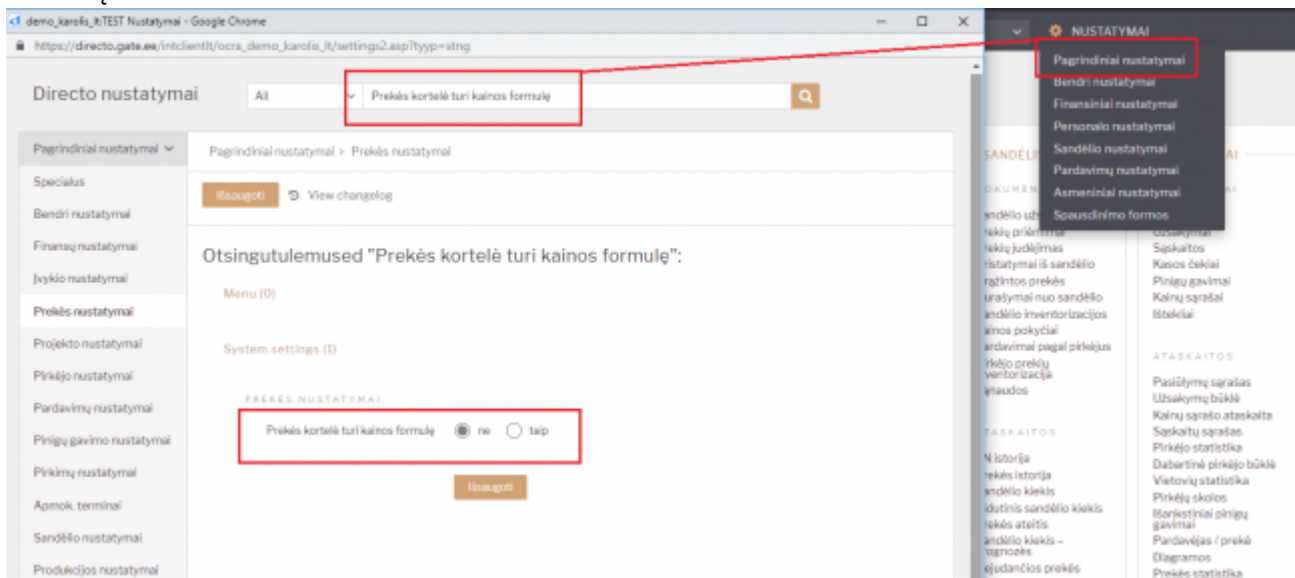 demo_karolis_lt:TEST Nustatymai - Google Chrome
https://directo.gate.ee/intclientlt/ocra_demo_karolis_lt/settings2.asp?tyyp=stng
NUSTATYMAI
Pagrindiniai nustatymai
Bendri nustatymai
Finansiniai nustatymai
Personalo nustatymai
Sandėlio nustatymai
Pardavimų nustatymai
Asmeniniai nustatymai
Spausdinimo formos
Directo nustatymai
All
Prekės kortelė turi kainos formulę
Pagrindiniai nustatymai
Specialus
Bendri nustatymai
Finansų nustatymai
Įvykio nustatymai
Prekės nustatymai
Projekto nustatymai
Pirkėjo nustatymai
Pardavimų nustatymai
Pinigų gavimo nustatymai
Pirkimų nustatymai
Apmok. terminai
Sandėlio nustatymai
Produkcijos nustatymai
Pagrindiniai nustatymai > Prekės nustatymai
Išsaugoti View changelog
Otsingutulemused "Prekės kortelė turi kainos formulę":
Menu (0)
System settings (1)
PREKĖS NUSTATYMAI
Prekės kortelė turi kainos formulę ne taip
Išsaugoti
Užsakymai
Sąskaitos
Kasos čekiai
Pinigų gavimai
Kainų sąrašai
Ištekliai
ATASKAITOS
Pasiūlymų sąrašas
Užsakymų būklė
Kainų sąrašo ataskaita
Sąskaitų sąrašas
Pirkėjo statistika
Dabartinė pirkėjo būklė
Vietovių statistika
Pirkėjų skolos
Išankstiniai pinigų
gavimai
Pardavėjas / prekė
Diagramos
Prekės statistika